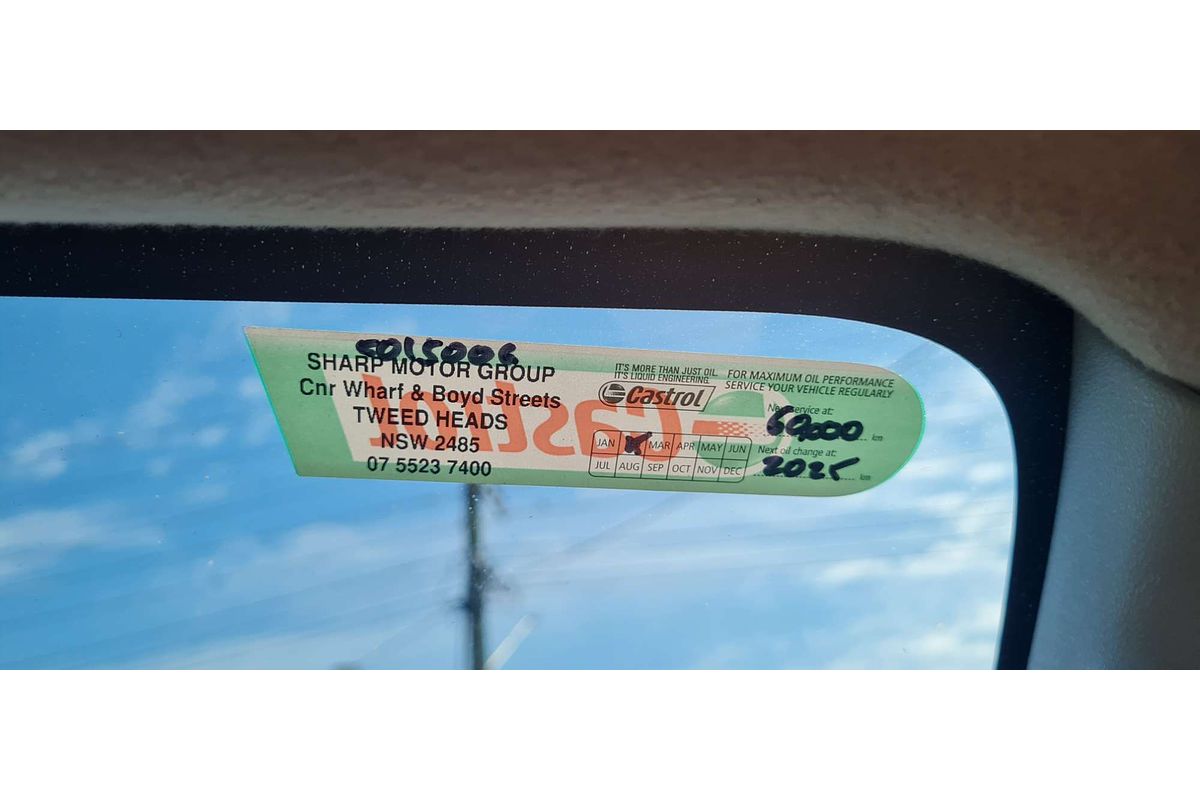 SHARP MOTOR GROUP
Cnr Wharf & Boyd Streets
TWEED HEADS
NSW 2485
07 5523 7400
IT'S MORE THAN JUST OIL.
IT'S LIQUID ENGINEERING.
Castrol
JAN MAR APR MAY JUN
JUL AUG SEP OCT NOV DEC
FOR MAXIMUM OIL PERFORMANCE
SERVICE YOUR VEHICLE REGULARLY
service at:
km
Next oil change at:
2025 km
Castrol